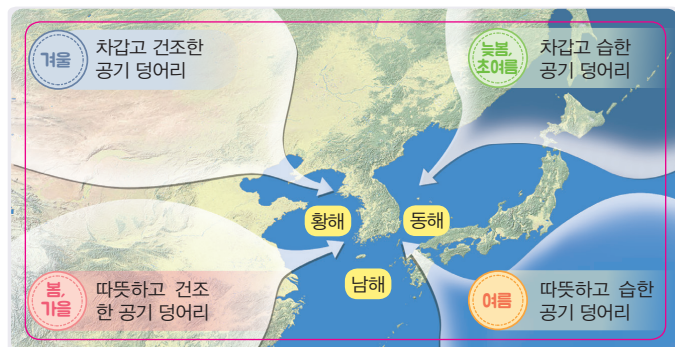 겨울
차갑고 건조한
공기 덩어리
늦봄,
초여름
차갑고 습한
공기 덩어리
황해
동해
남해
봄,
가을
따뜻하고 건조
한 공기 덩어리
여름
따뜻하고 습한
공기 덩어리